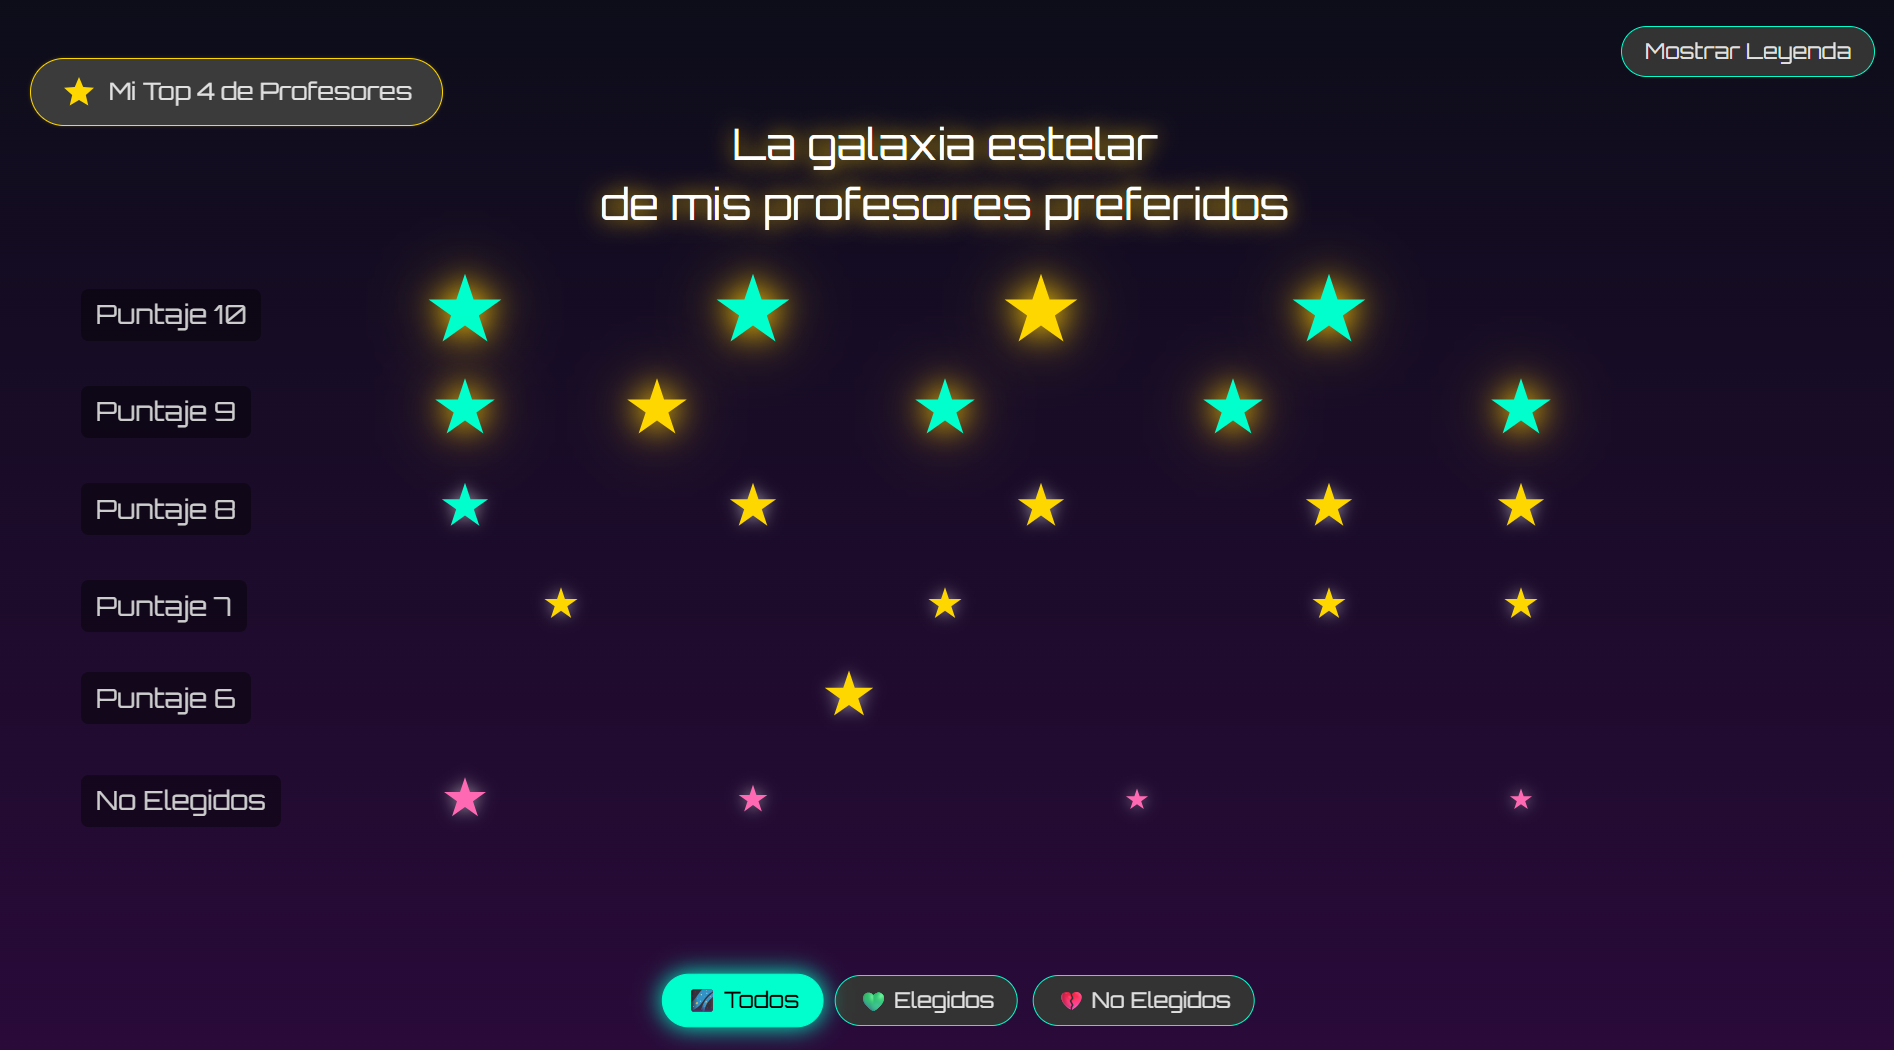 Mostrar Leyenda
Mi Top 4 de Profesores
La galaxia estelar
de mis profesores preferidos
Puntaje 10
Puntaje 9
Puntaje 8
Puntaje 7
Puntaje 6
No Elegidos
Todos
Elegidos
No Elegidos